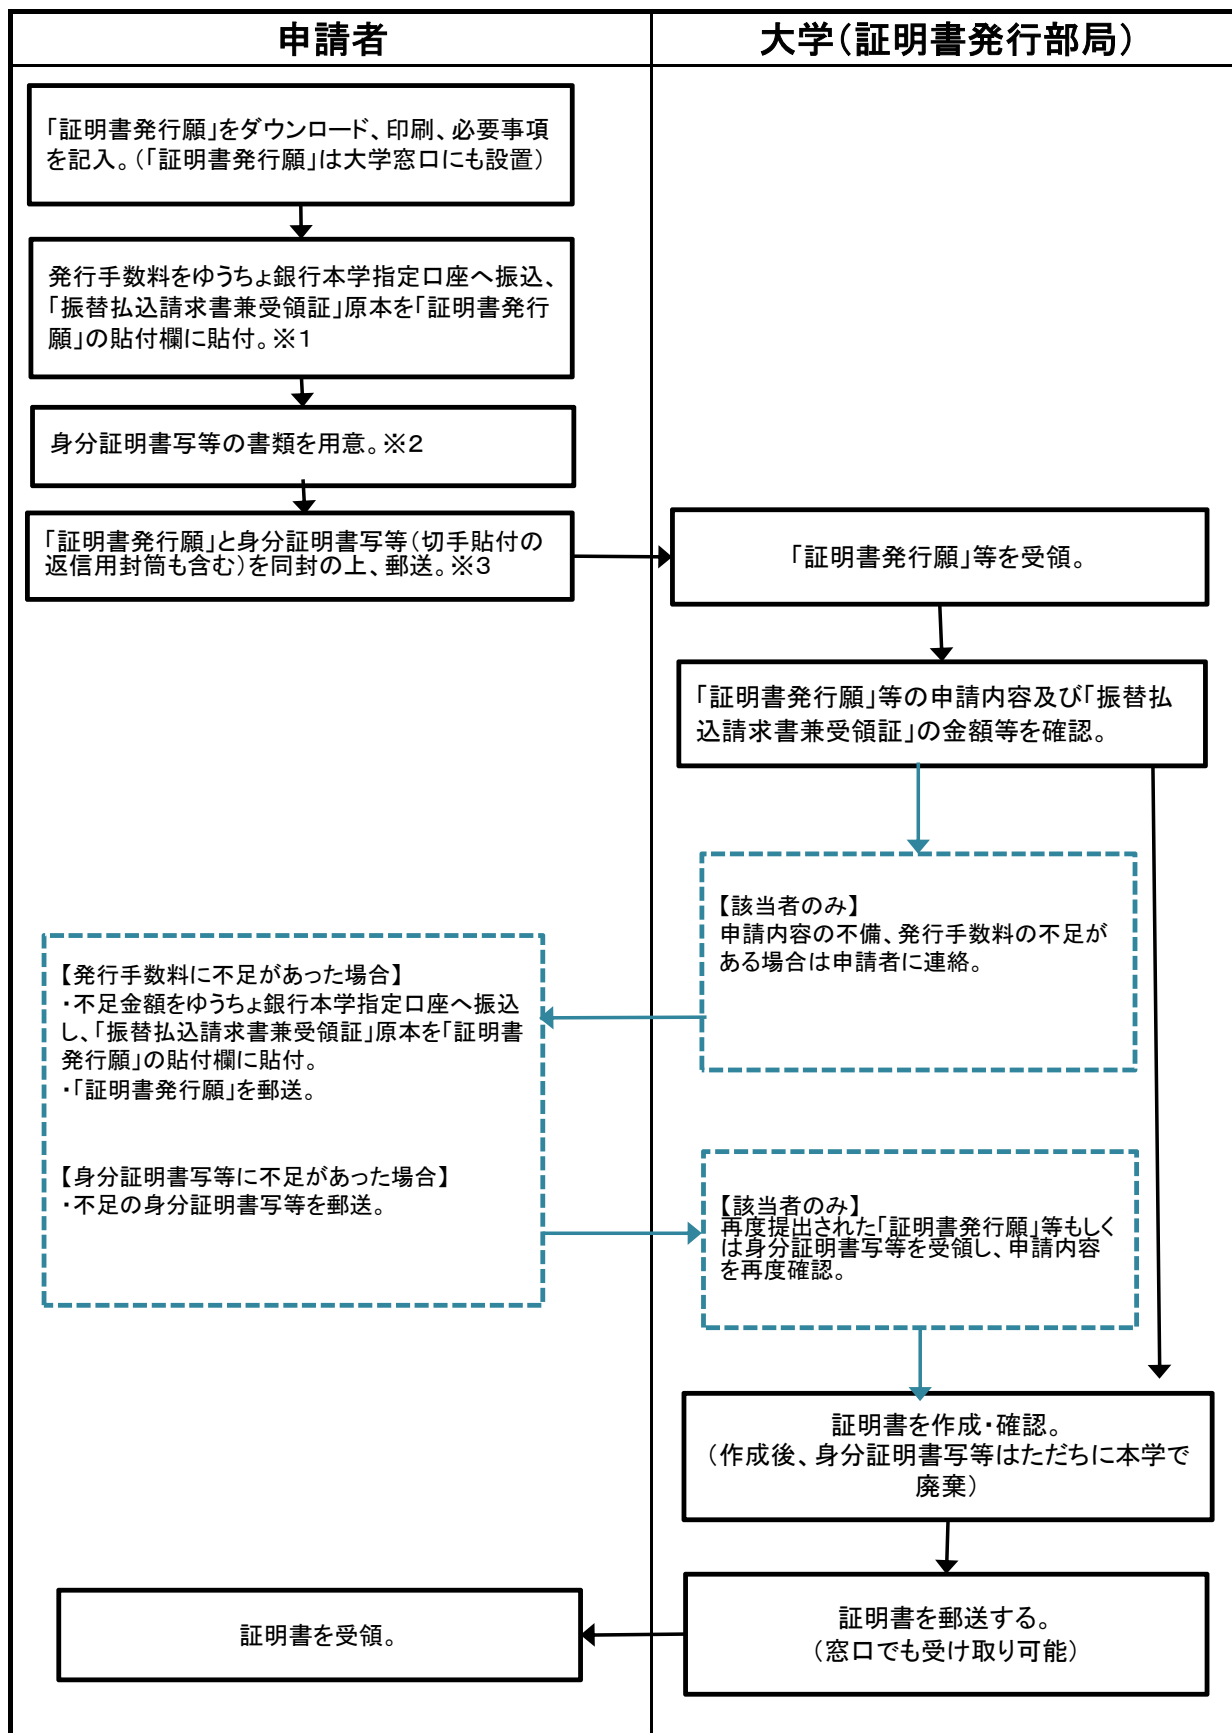 申請者
大学(証明書発行部局)
「証明書発行願」をダウンロード、印刷、必要事項
を記入。(「証明書発行願」は大学窓口にも設置)
発行手数料をゆうちょ銀行本学指定口座へ振込、
「振替払込請求書兼受領証」原本を「証明書発行
願」の貼付欄に貼付。※1
身分証明書写等の書類を用意。※2
「証明書発行願」と身分証明書写等(切手貼付の
返信用封筒も含む)を同封の上、郵送。※3
「証明書発行願」等を受領。
「証明書発行願」等の申請内容及び「振替払
込請求書兼受領証」の金額等を確認。
【該当者のみ】
申請内容の不備、発行手数料の不足が
ある場合は申請者に連絡。
【発行手数料に不足があった場合】
・不足金額をゆうちょ銀行本学指定口座へ振込
し、「振替払込請求書兼受領証」原本を「証明書
発行願」の貼付欄に貼付。
・「証明書発行願」を郵送。
【身分証明書写等に不足があった場合】
・不足の身分証明書写等を郵送。
【該当者のみ】
再度提出された「証明書発行願」等もしく
は身分証明書写等を受領し、申請内容
を再度確認。
証明書を作成・確認。
(作成後、身分証明書写等はただちに本学で
廃棄)
証明書を郵送する。
(窓口でも受け取り可能)
証明書を受領。